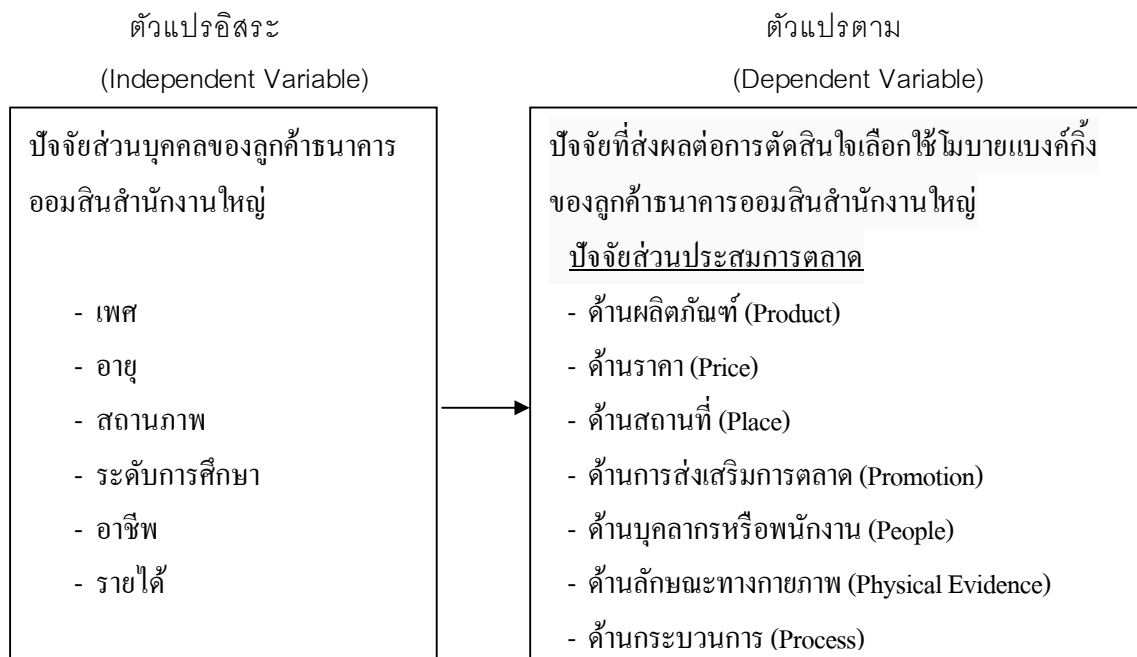 ตัวแปรอิสระ
(Independent Variable)
ปัจจัยส่วนบุคคลของลูกค้าธนาคาร
ออมสินสำนักงานใหญ่
- เพศ
- อายุ
- สถานภาพ
- ระดับการศึกษา
- อาชีพ
- รายได้
ตัวแปรตาม
(Dependent Variable)
ปัจจัยที่ส่งผลต่อการตัดสินใจเลือกใช้โมบายแบงค์กิ้ง
ของลูกค้าธนาคารออมสินสำนักงานใหญ่
ปัจจัยส่วนประสมการตลาด
- ด้านผลิตภัณฑ์ (Product)
- ด้านราคา (Price)
- ด้านสถานที่ (Place)
- ด้านการส่งเสริมการตลาด (Promotion)
- ด้านบุคลากรหรือพนักงาน (People)
- ด้านลักษณะทางกายภาพ (Physical Evidence)
- ด้านกระบวนการ (Process)